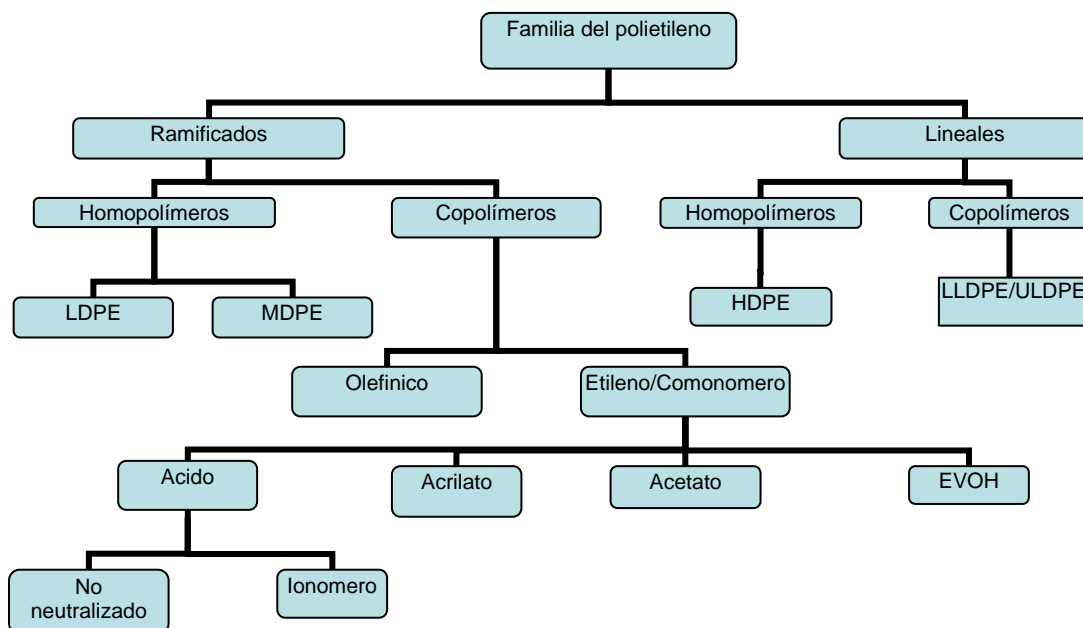 Familia del polietileno
Ramificados
Lineales
Homopolímeros
Copolímeros
Homopolímeros
Copolímeros
LDPE
MDPE
HDPE
LLDPE/ULDPE
Olefinico
Etileno/Comonomero
Acido
Acrilato
Acetato
EVOH
No
neutralizado
Ionomero